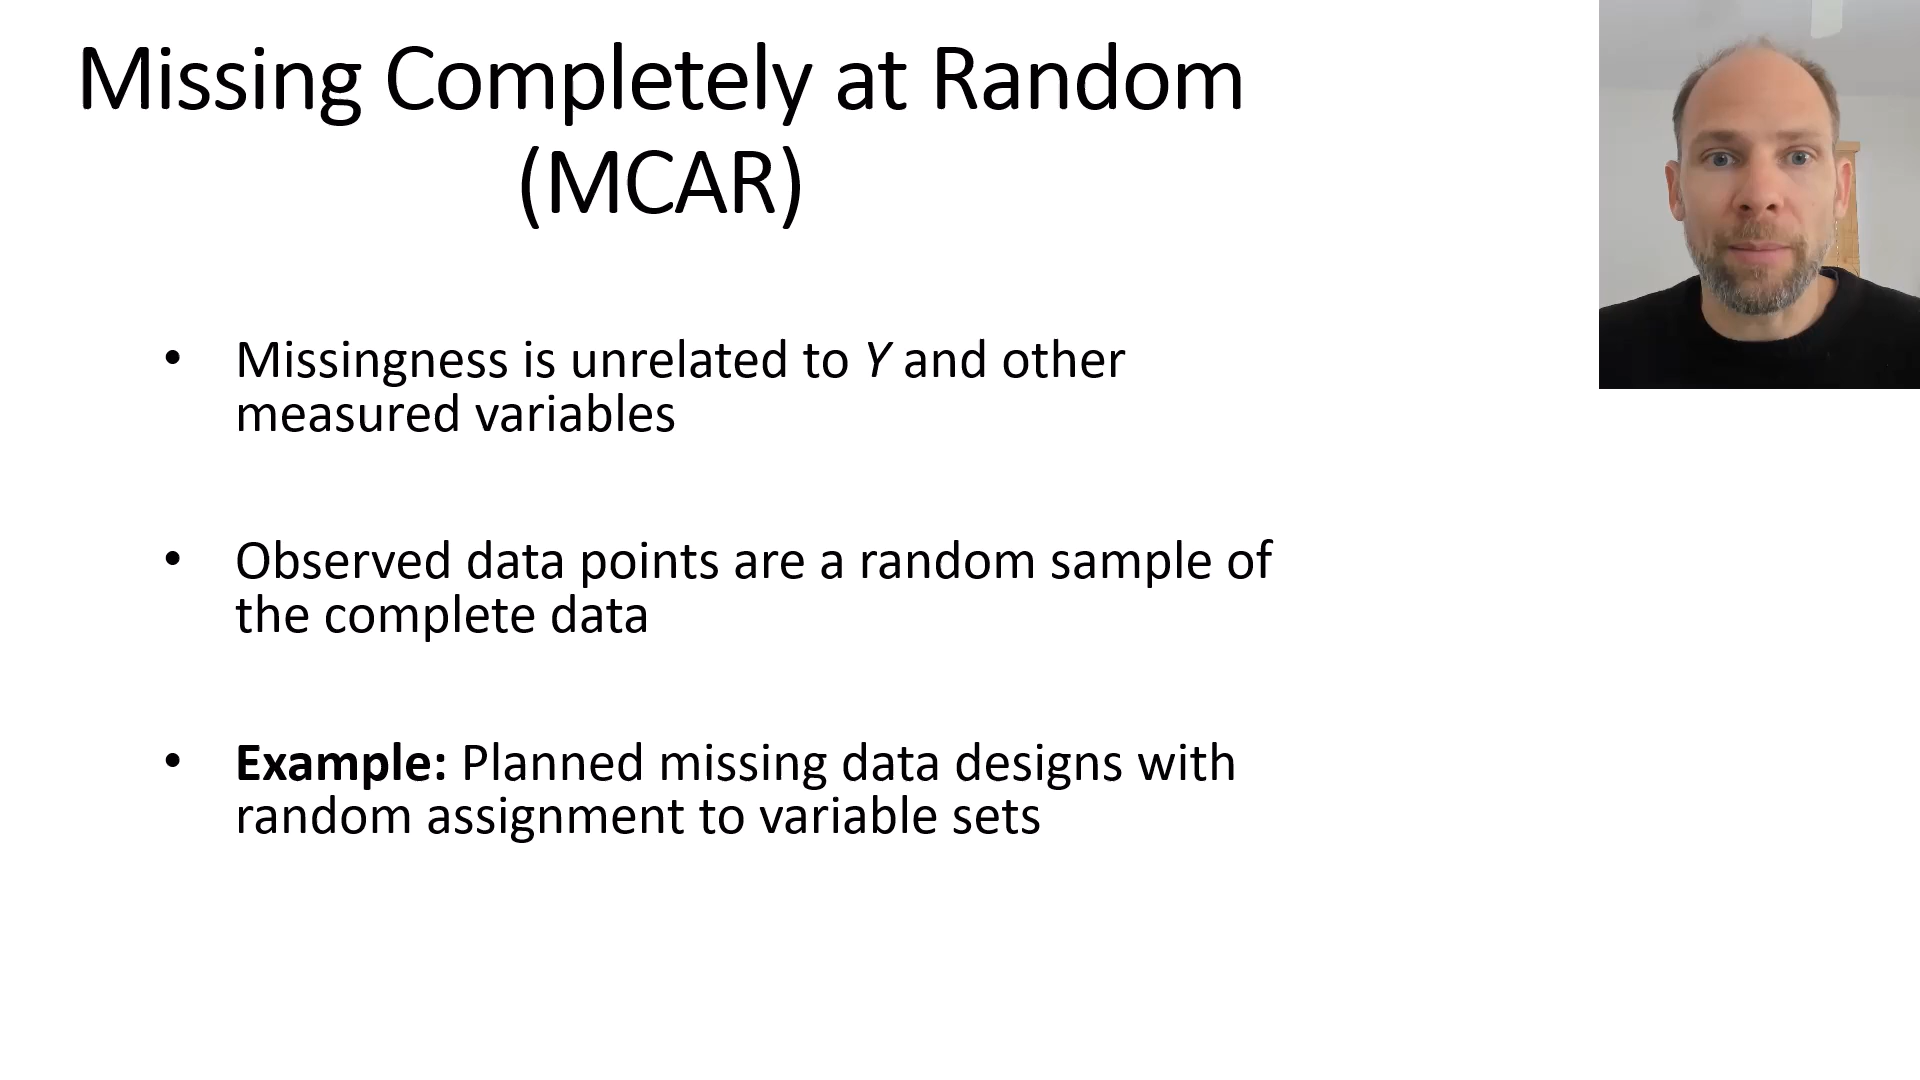 Missing Completely at Random
(MCAR)
• Missingness is unrelated to Y and other
measured variables
• Observed data points are a random sample of
the complete data
• Example: Planned missing data designs with
random assignment to variable sets